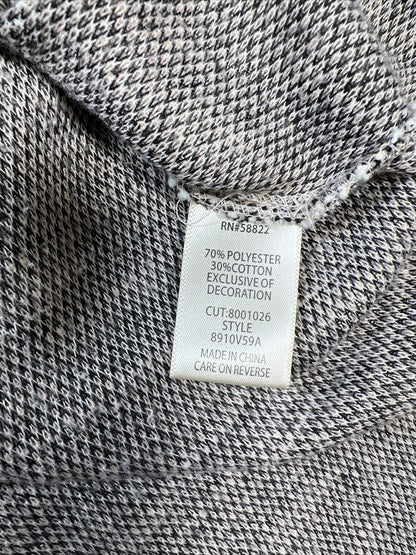 RN#58822
70% POLYESTER
30%COTTON
EXCLUSIVE OF
DECORATION
CUT:8001026
STYLE
8910V59A
MADE IN CHINA
CARE ON REVERSE